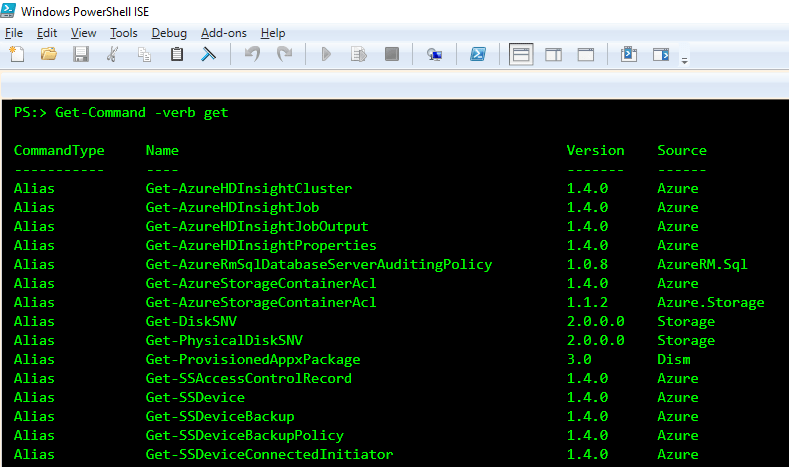 Windows PowerShell ISE
File Edit View Tools Debug Add-ons Help
PS:> Get-Command -verb get
CommandType Name Version Source
----------- ---- ------- ------
Alias Get-AzureHDInsightCluster 1.4.0 Azure
Alias Get-AzureHDInsightJob 1.4.0 Azure
Alias Get-AzureHDInsightJobOutput 1.4.0 Azure
Alias Get-AzureHDInsightProperties 1.4.0 Azure
Alias Get-AzureRmSqlDatabaseServerAuditingPolicy 1.0.8 AzureRM.Sql
Alias Get-AzureStorageContainerAcl 1.4.0 Azure
Alias Get-AzureStorageContainerAcl 1.1.2 Azure.Storage
Alias Get-DiskSNV 2.0.0.0 Storage
Alias Get-PhysicalDiskSNV 2.0.0.0 Storage
Alias Get-ProvisionedAppxPackage 3.0 Dism
Alias Get-SSAccessControlRecord 1.4.0 Azure
Alias Get-SSDevice 1.4.0 Azure
Alias Get-SSDeviceBackup 1.4.0 Azure
Alias Get-SSDeviceBackupPolicy 1.4.0 Azure
Alias Get-SSDeviceConnectedInitiator 1.4.0 Azure